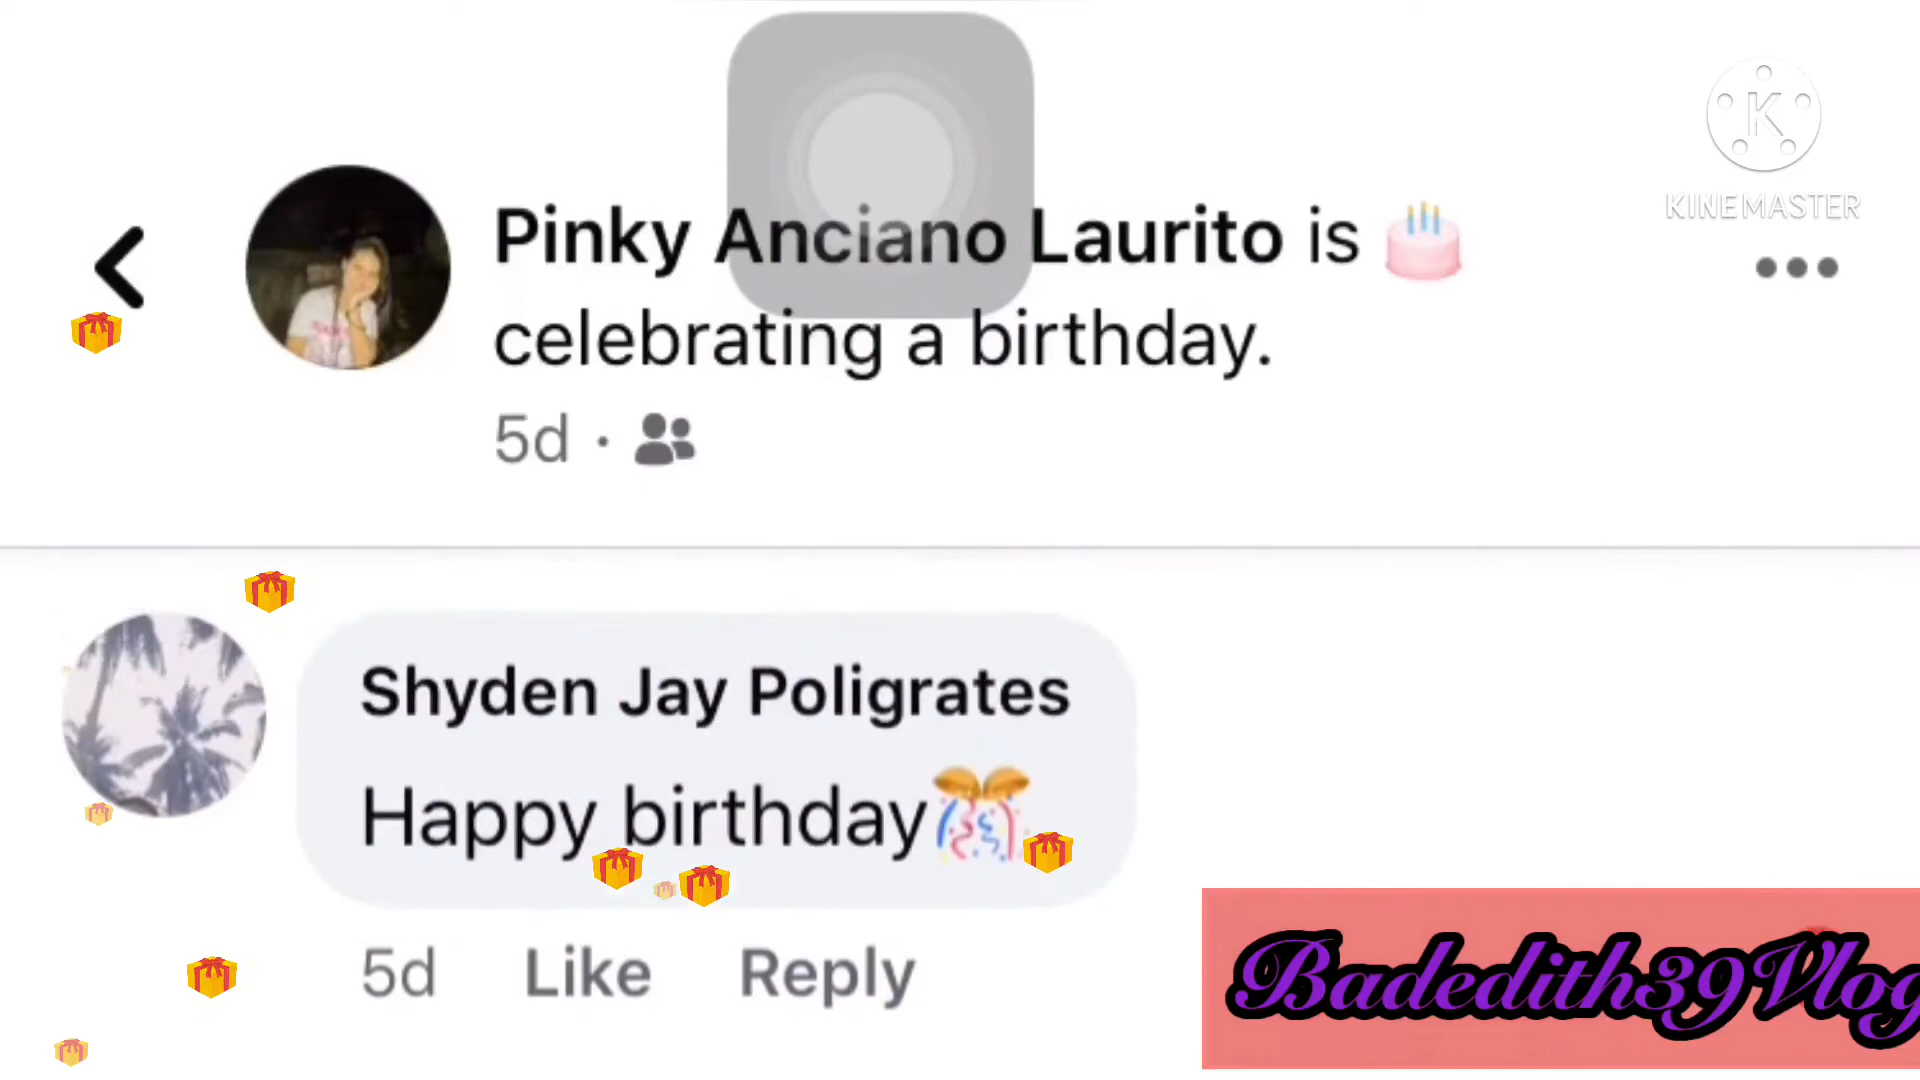 K
KINEMASTER
Pinky Anciano Laurito is 🎂
celebrating a birthday.
5d ·
Shyden Jay Poligrates
Happy birthday🎊
5d Like Reply
Badedith39Vlog